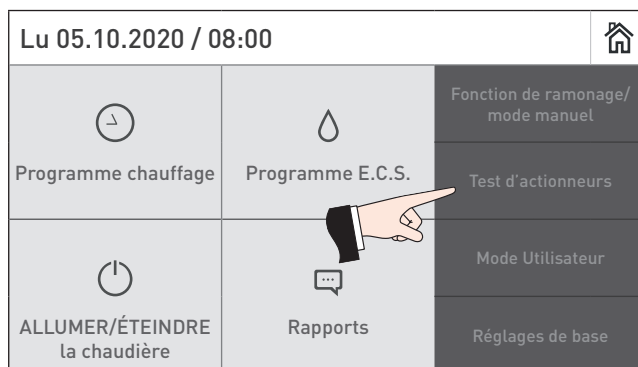 Lu 05.10.2020 / 08:00
Programme chauffage
Programme E.C.S.
Fonction de ramonage/
mode manuel
Test d'actionneurs
Mode Utilisateur
Réglages de base
ALLUMER/ÉTEINDRE
la chaudière
Rapports